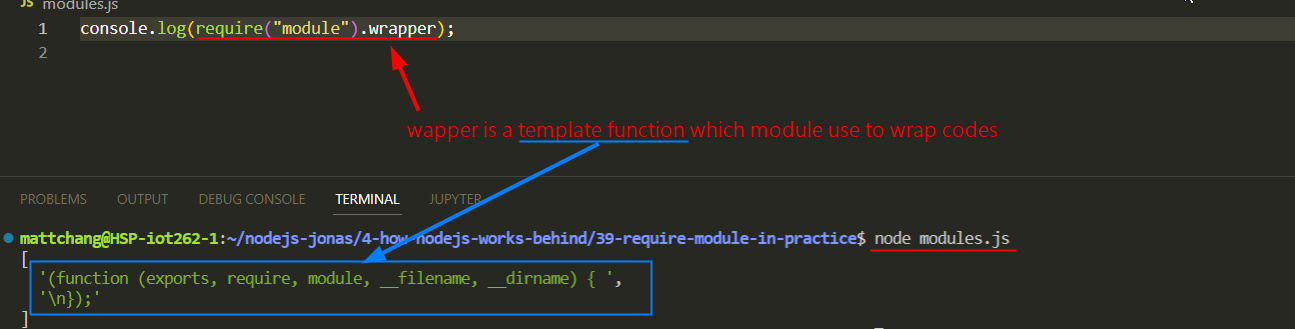 JS modules.js
1 console.log(require("module").wrapper);
2
wapper is a template function which module use to wrap codes
PROBLEMS OUTPUT DEBUG CONSOLE TERMINAL JUPYTER
mattchang@HSP-iot262-1:~/nodejs-jonas/4-how-nodejs-works-behind/39-require-module-in-practice$ node modules.js
[
'(function (exports, require, module, __filename, __dirname) { ',
'\n});'
]